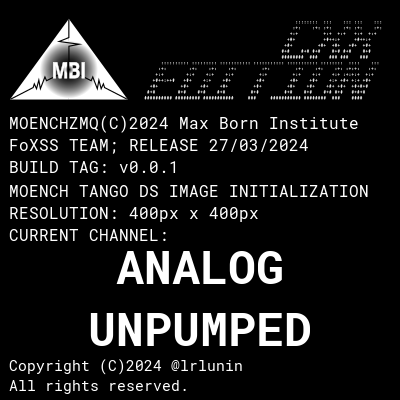 EDITION
MBI
MOENCHZMQ(C)2024 Max Born Institute
FoXSS TEAM; RELEASE 27/03/2024
BUILD TAG: v0.0.1
MOENCH TANGO DS IMAGE INITIALIZATION
RESOLUTION: 400px x 400px
CURRENT CHANNEL:
ANALOG
UNPUMPED
Copyright (C)2024 @lrlunin
All rights reserved.